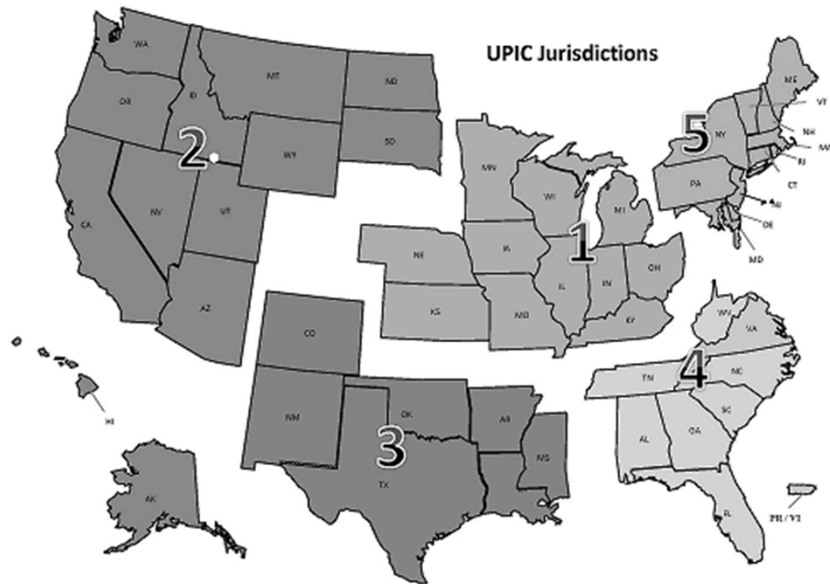 UPIC Jurisdictions
WA
MT
ND
ME
VT
OR
ID
MN
5
NY
NH
MA
2
WY
SD
WI
MI
RI
PA
CT
NJ
DE
MD
NV
UT
CA
NE
IA
1
IL
IN
OH
KS
MO
KY
WV
VA
AZ
CO
TN
4
NC
SC
HI
NM
OK
AR
MS
AL
GA
3
TX
AK
FL
PR / VI